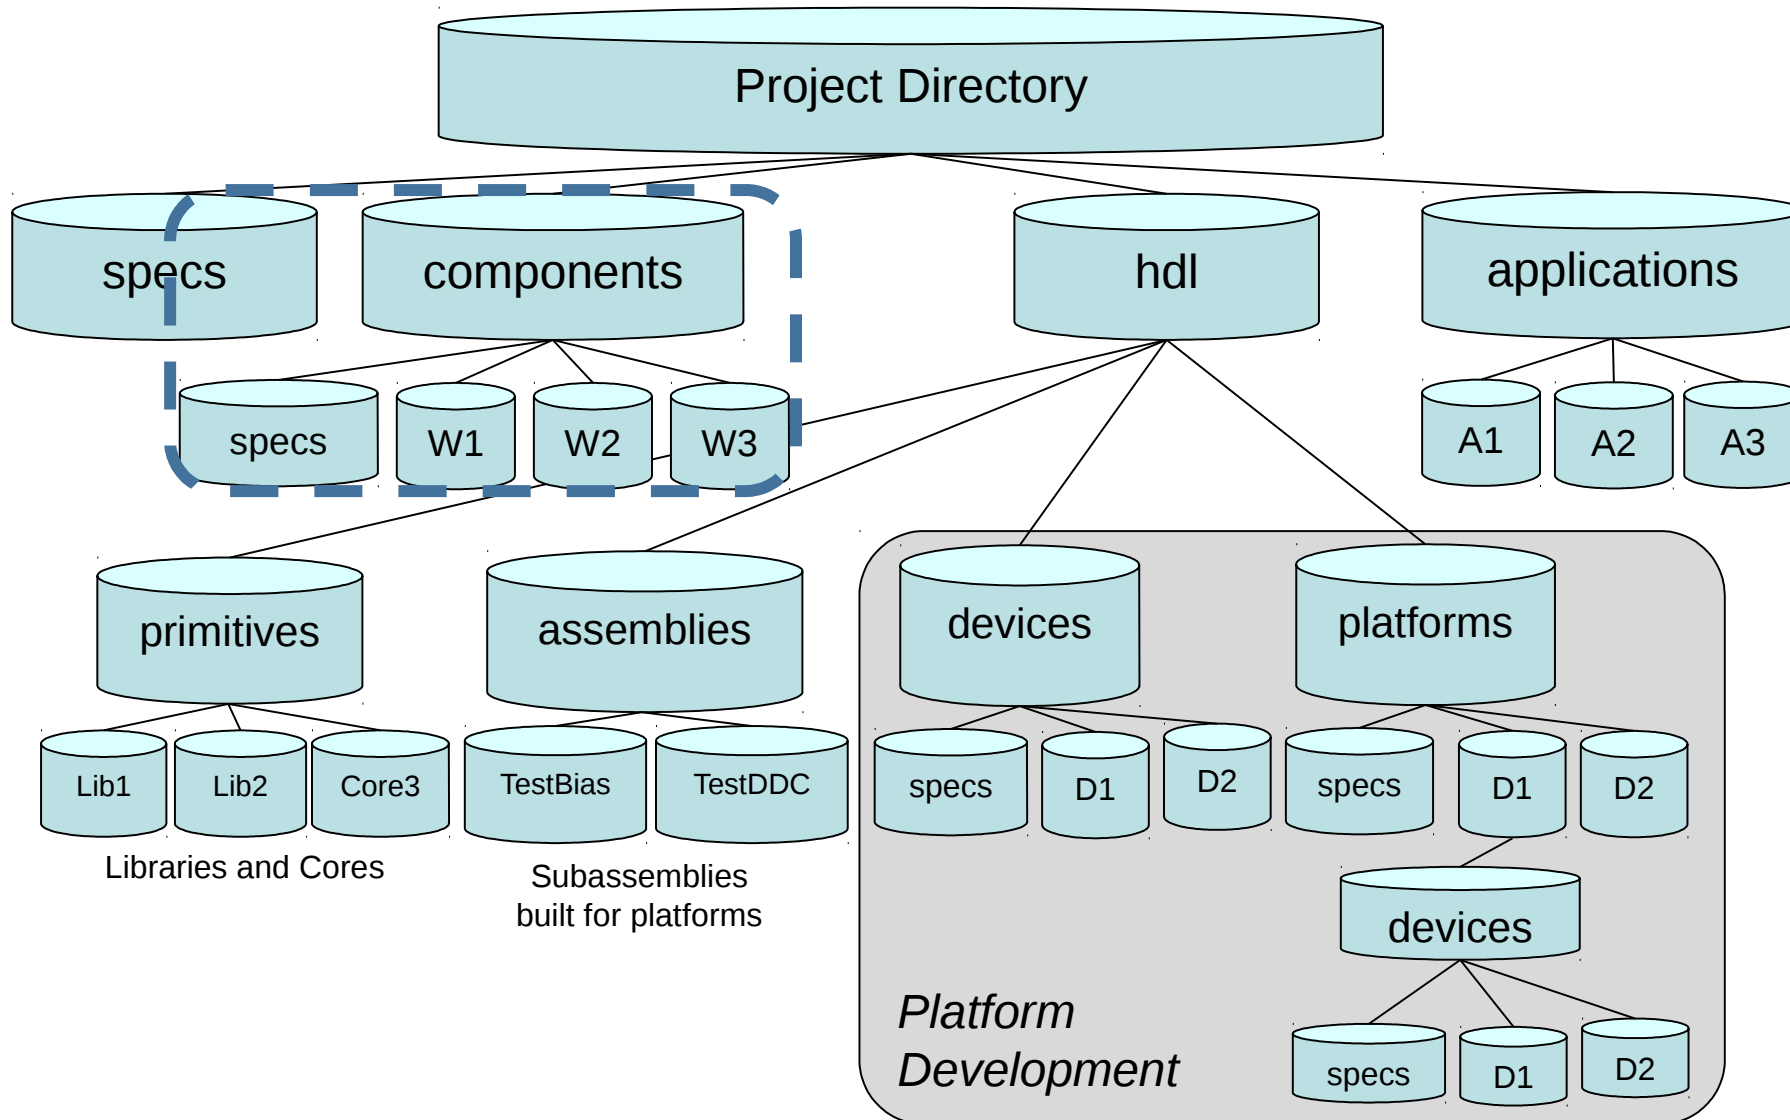 Project Directory
specs
components
hdl
applications
specs
W1
W2
W3
A1
A2
A3
primitives
assemblies
devices
platforms
Lib1
Lib2
Core3
TestBias
TestDDC
specs
D1
D2
specs
D1
D2
Libraries and Cores
Subassemblies
built for platforms
devices
Platform
Development
specs
D1
D2